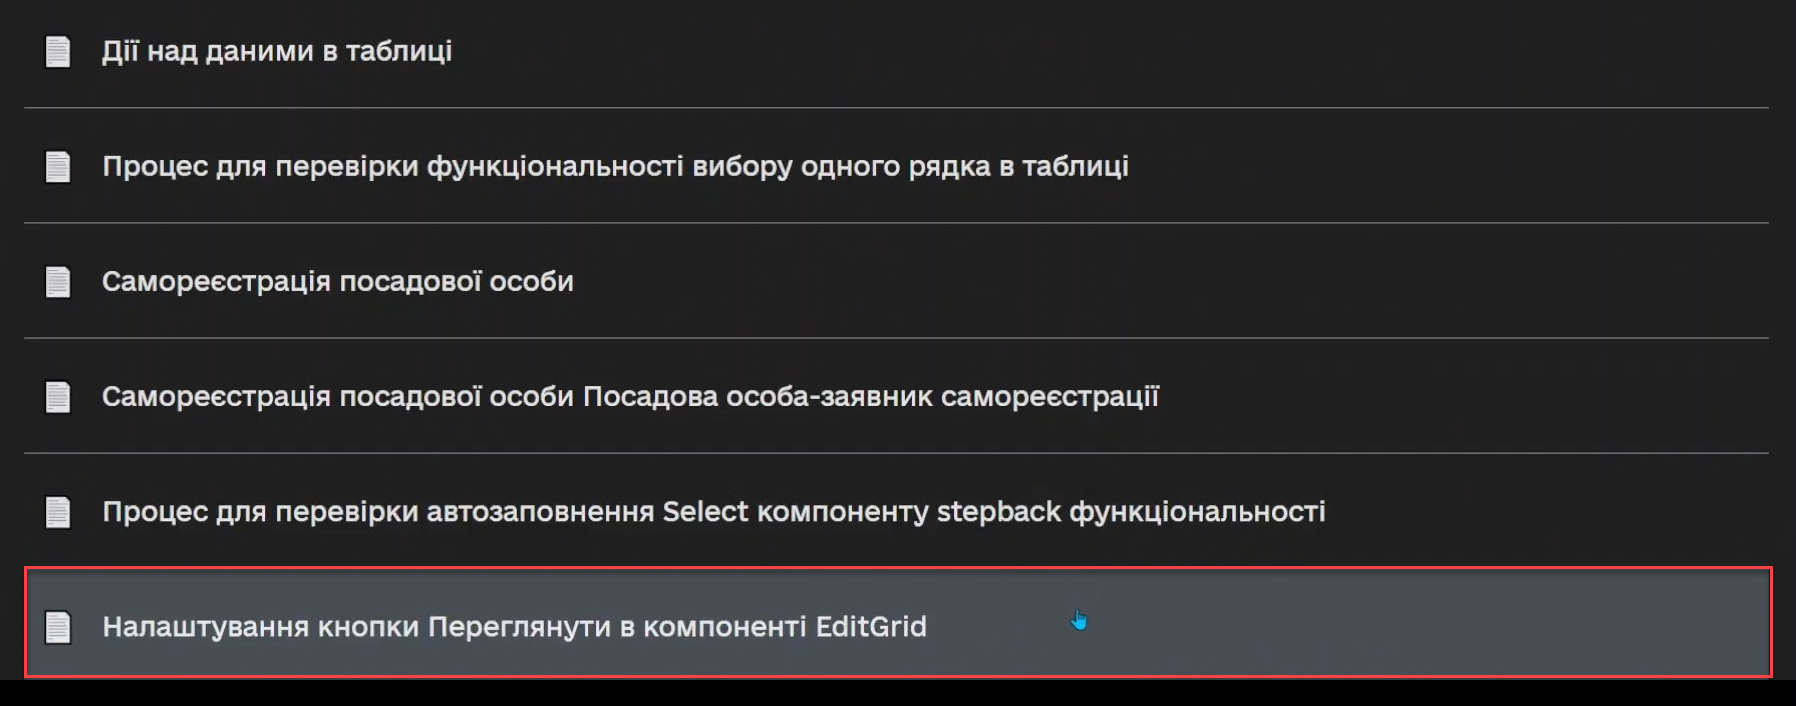 Дії над даними в таблиці
Процес для перевірки функціональності вибору одного рядка в таблиці
Самореєстрація посадової особи
Самореєстрація посадової особи Посадова особа-заявник самореєстрації
Процес для перевірки автозаповнення Select компоненту stepback функціональності
Налаштування кнопки Переглянути в компоненті EditGrid